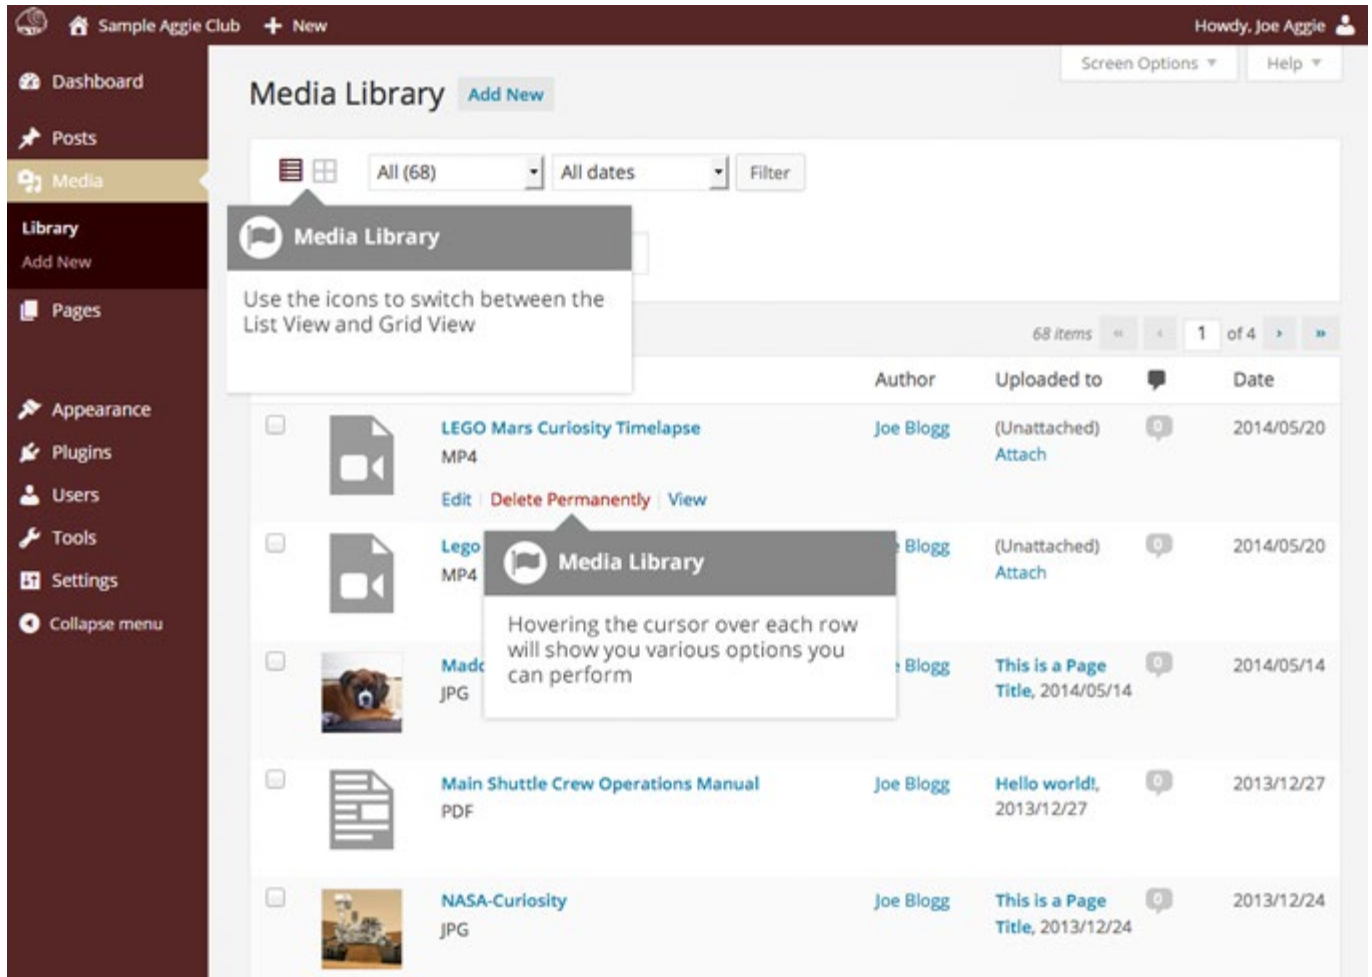 Sample Aggie Club
New
Howdy, Joe Aggie
Dashboard
Posts
Media
Library
Add New
Pages
Appearance
Plugins
Users
Tools
Settings
Collapse menu
Screen Options
Help
Media Library Add New
All (68) All dates Filter
Media Library
Use the icons to switch between the
List View and Grid View
68 items « ‹ 1 of 4 › »
Author Uploaded to Date
LEGO Mars Curiosity Timelapse Joe Blogg (Unattached) 0 2014/05/20
MP4 Attach
Edit | Delete Permanently | View
Lego Blogg (Unattached) 0 2014/05/20
MP4 Attach
Media Library
Hovering the cursor over each row
will show you various options you
can perform
Blogg This is a Page 0 2014/05/14
JPG Title, 2014/05/14
Main Shuttle Crew Operations Manual Joe Blogg Hello world!, 0 2013/12/27
PDF 2013/12/27
NASA-Curiosity Joe Blogg This is a Page 0 2013/12/24
JPG Title, 2013/12/24